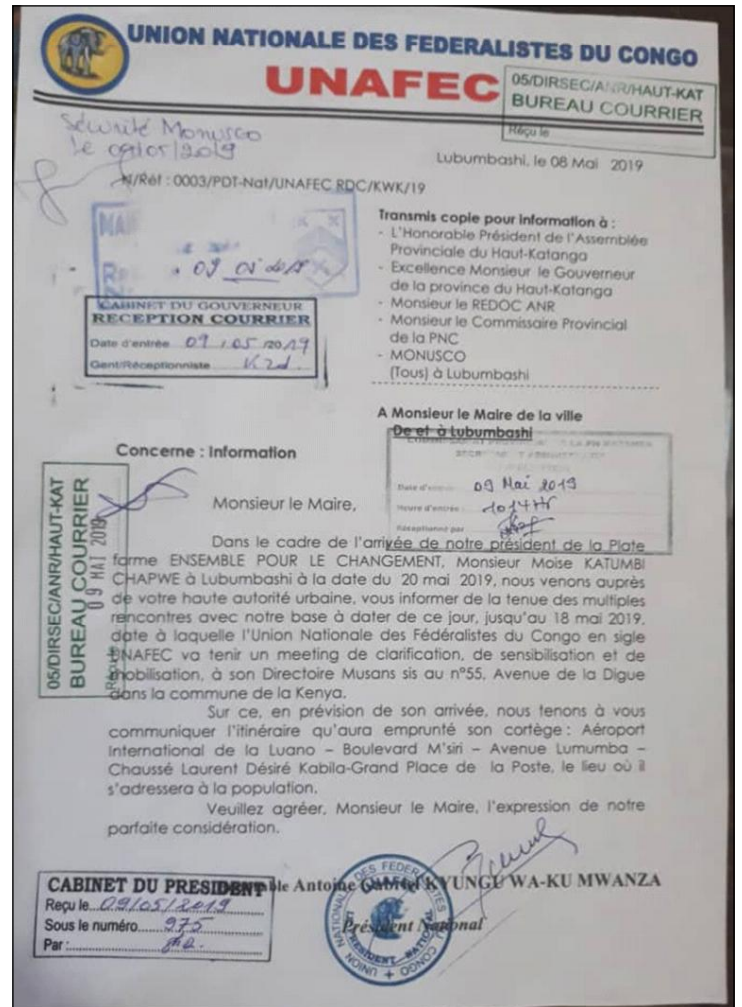 UNION NATIONALE DES FEDERALISTES DU CONGO
UNAFEC
05/DIRSEC/ANR/HAUT-KAT
BUREAU COURRIER
Reçu le
Sécurité Monusco
Le 09/05/2019
Lubumbashi, le 08 Mai 2019
N/Réf : 0003/PDT-Nat/UNAFEC RDC/KWK/19
Transmis copie pour information à :
- L'Honorable Président de l'Assemblée
Provinciale du Haut-Katanga
- Excellence Monsieur le Gouverneur
de la province du Haut-Katanga
- Monsieur le REDOC ANR
- Monsieur le Commissaire Provincial
de la PNC
- MONUSCO
(Tous) à Lubumbashi
CABINET DU GOUVERNEUR
RECEPTION COURRIER
Date d'entrée 09 / 05 /2019
Gent/Réceptionniste
A Monsieur le Maire de la ville
De et à Lubumbashi
Concerne : Information
Date d'entrée 09 Mai 2019
Heure d'entrée 10h14
Réceptionné par
05/DIRSEC/ANR/HAUT-KAT
BUREAU COURRIER
09 MAI 2019
Reçu le
Monsieur le Maire,
Dans le cadre de l'arrivée de notre président de la Plate
forme ENSEMBLE POUR LE CHANGEMENT, Monsieur Moise KATUMBI
CHAPWE à Lubumbashi à la date du 20 mai 2019, nous venons auprès
de votre haute autorité urbaine, vous informer de la tenue des multiples
rencontres avec notre base à dater de ce jour, jusqu'au 18 mai 2019,
date à laquelle l'Union Nationale des Fédéralistes du Congo en sigle
UNAFEC va tenir un meeting de clarification, de sensibilisation et de
mobilisation, à son Directoire Musans sis au n°55, Avenue de la Digue
dans la commune de la Kenya.
Sur ce, en prévision de son arrivée, nous tenons à vous
communiquer l'itinéraire qu'aura emprunté son cortège : Aéroport
International de la Luano – Boulevard M'siri – Avenue Lumumba –
Chaussé Laurent Désiré Kabila-Grand Place de la Poste, le lieu où il
s'adressera à la population.
Veuillez agréer, Monsieur le Maire, l'expression de notre
parfaite considération.
CABINET DU PRESIDENT
Reçu le 09/05/2019
Sous le numéro 975
Par :
Antoine Gabriel KYUNGU WA-KU MWANZA
Président National
UNION NATIONALE DES FEDERALISTES DU CONGO
PRESIDENT NATIONAL